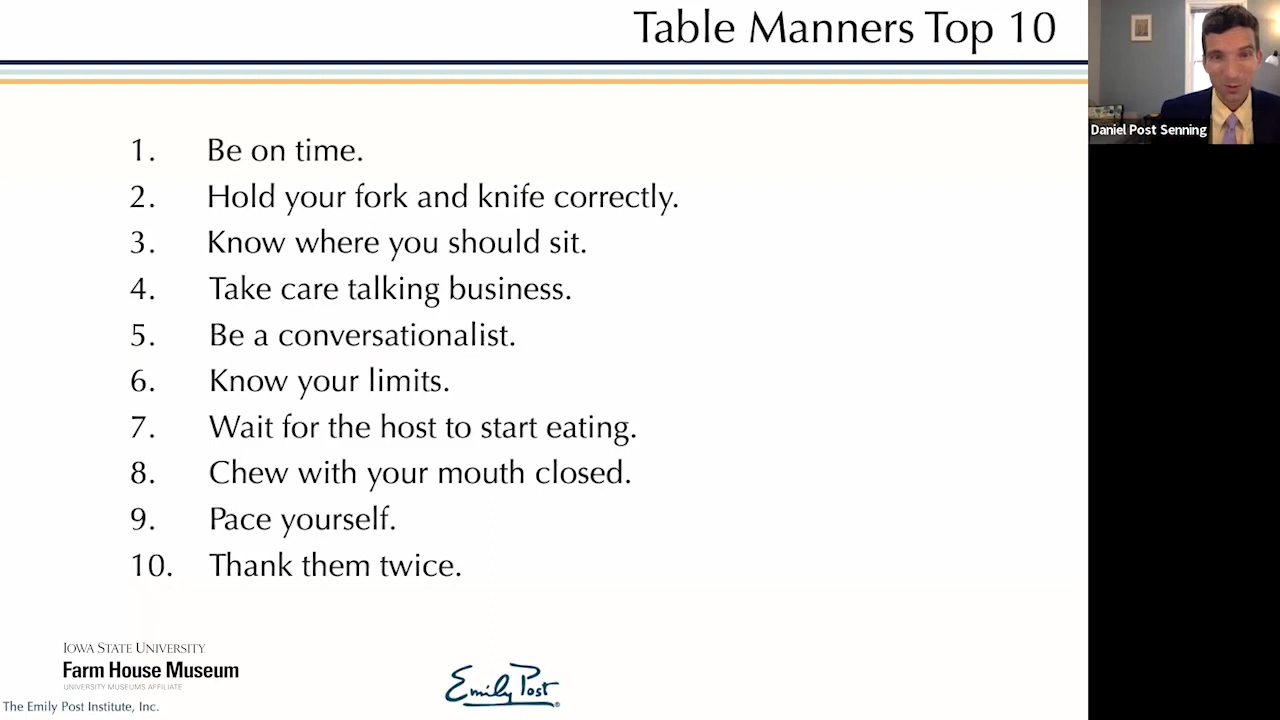 Table Manners Top 10
Daniel Post Senning
1. Be on time.
2. Hold your fork and knife correctly.
3. Know where you should sit.
4. Take care talking business.
5. Be a conversationalist.
6. Know your limits.
7. Wait for the host to start eating.
8. Chew with your mouth closed.
9. Pace yourself.
10. Thank them twice.
IOWA STATE UNIVERSITY
Farm House Museum
UNIVERSITY MUSEUMS AFFILIATE
Emily Post®
The Emily Post Institute, Inc.